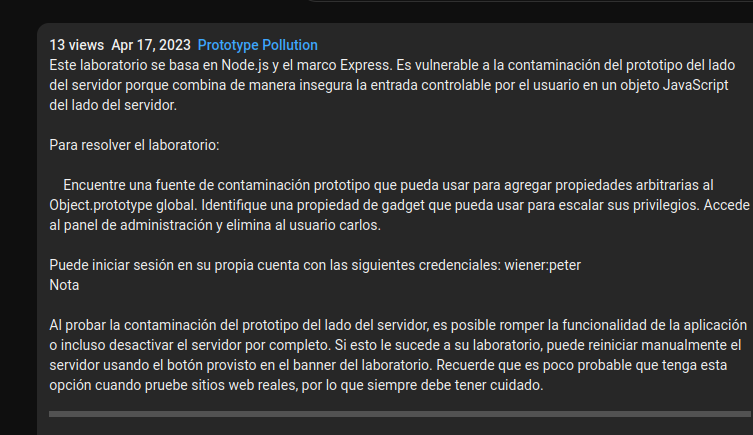 13 views Apr 17, 2023 Prototype Pollution
Este laboratorio se basa en Node.js y el marco Express. Es vulnerable a la contaminación del prototipo del lado
del servidor porque combina de manera insegura la entrada controlable por el usuario en un objeto JavaScript
del lado del servidor.
Para resolver el laboratorio:
Encuentre una fuente de contaminación prototipo que pueda usar para agregar propiedades arbitrarias al
Object.prototype global. Identifique una propiedad de gadget que pueda usar para escalar sus privilegios. Accede
al panel de administración y elimina al usuario carlos.
Puede iniciar sesión en su propia cuenta con las siguientes credenciales: wiener:peter
Nota
Al probar la contaminación del prototipo del lado del servidor, es posible romper la funcionalidad de la aplicación
o incluso desactivar el servidor por completo. Si esto le sucede a su laboratorio, puede reiniciar manualmente el
servidor usando el botón provisto en el banner del laboratorio. Recuerde que es poco probable que tenga esta
opción cuando pruebe sitios web reales, por lo que siempre debe tener cuidado.